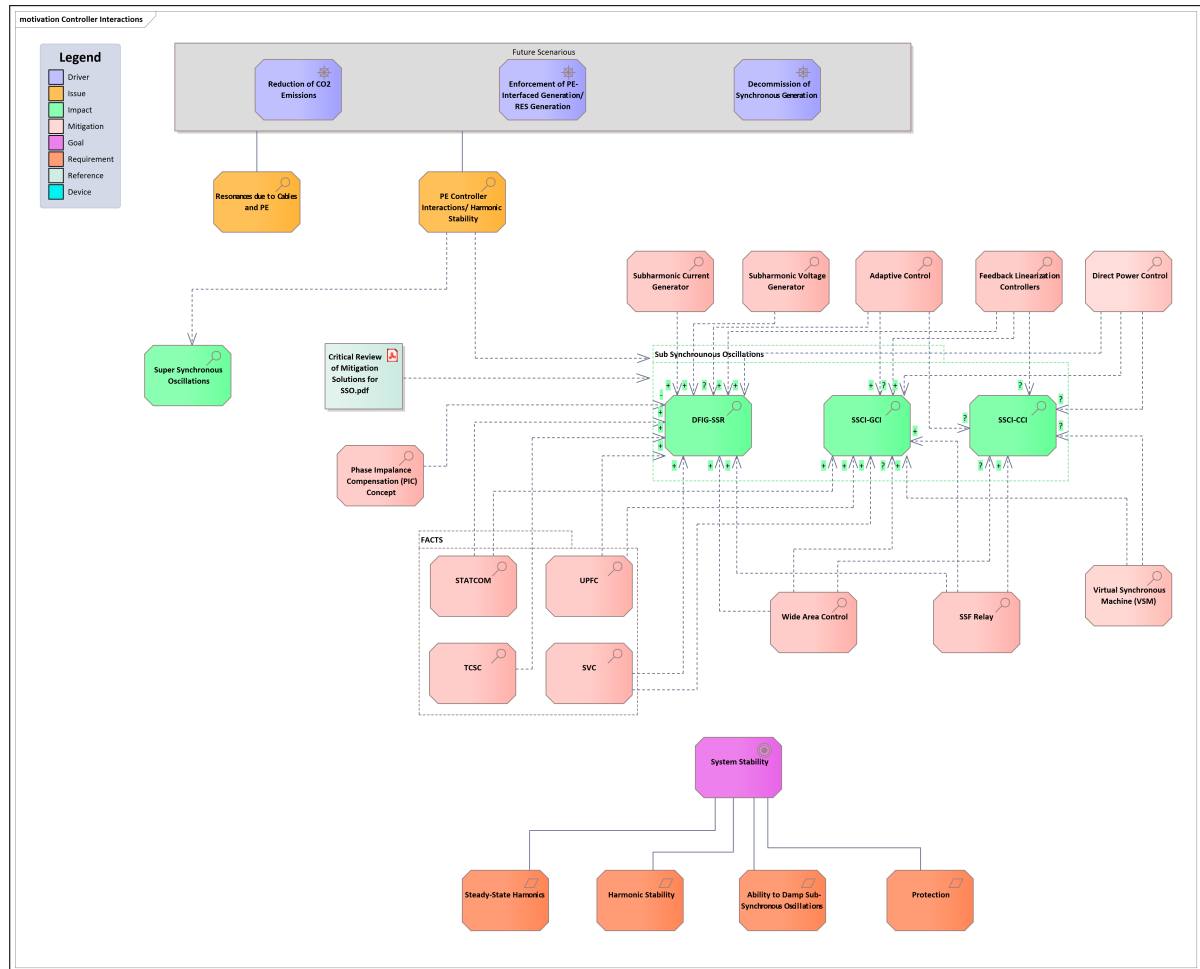 motivation Controller Interactions
Legend
Driver
Issue
Impact
Mitigation
Goal
Requirement
Reference
Device
Future Scenarious
Reduction of CO2
Emissions
Enforcement of PE-
Interfaced Generation/
RES Generation
Decommission of
Synchronous Generation
Resonances due to Cables
and PE
PE Controller
Interactions/ Harmonic
Stability
Subharmonic Current
Generator
Subharmonic Voltage
Generator
Adaptive Control
Feedback Linearization
Controllers
Direct Power Control
Super Synchronous
Oscillations
Critical Review
of Mitigation
Solutions for
SSO.pdf
Sub Synchrounous Oscillations
+ + ? + +
+ ? +
?
-
+
+
+
DFIG-SSR
SSCI-GCI
+
?
SSCI-CCI
?
?
+ + +
+ + + ? +
? +
Phase Impalance
Compensation (PIC)
Concept
FACTS
STATCOM
UPFC
TCSC
SVC
Wide Area Control
SSF Relay
Virtual Synchronous
Machine (VSM)
System Stability
Steady-State Hamonics
Harmonic Stability
Ability to Damp Sub-
Synchronous Oscillations
Protection